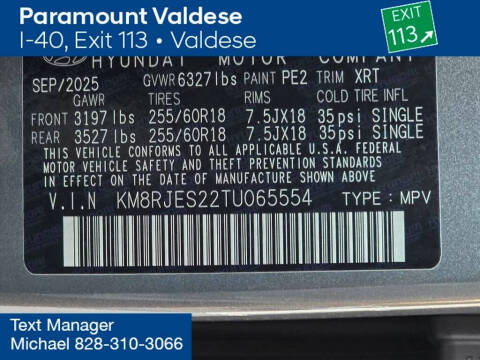 Paramount Valdese
I-40, Exit 113 • Valdese
EXIT
113
HYUNDAI MOTOR COMPANY
SEP/2025 GVWR 6327 lbs PAINT PE2 TRIM XRT
GAWR TIRES RIMS COLD TIRE INFL
FRONT 3197 lbs 255/60R18 7.5JX18 35psi SINGLE
REAR 3527 lbs 255/60R18 7.5JX18 35psi SINGLE
THIS VEHICLE CONFORMS TO ALL APPLICABLE U.S.A. FEDERAL
MOTOR VEHICLE SAFETY AND THEFT PREVENTION STANDARDS IN EFFECT ON
THE DATE OF MANUFACTURE SHOWN ABOVE.
V.I.N KM8RJES22TU065554 TYPE : MPV
Text Manager
Michael 828-310-3066